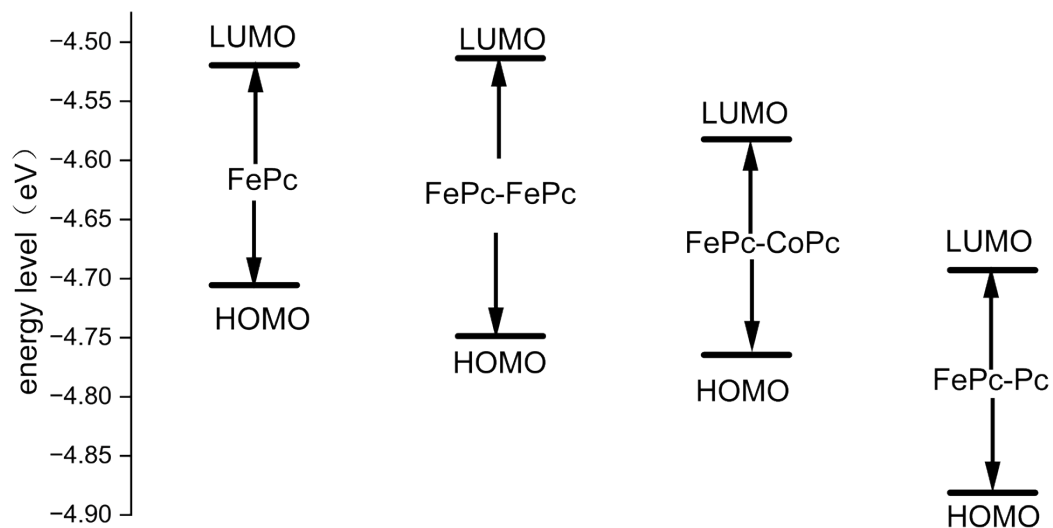 energy level（eV）
−4.50
−4.55
−4.60
−4.65
−4.70
−4.75
−4.80
−4.85
−4.90
LUMO
FePc
HOMO
LUMO
FePc-FePc
HOMO
LUMO
FePc-CoPc
HOMO
LUMO
FePc-Pc
HOMO